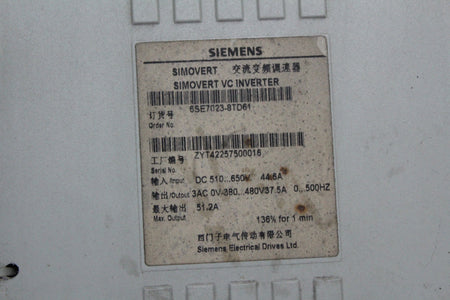 SIEMENS
SIMOVERT 交流变频调速器
SIMOVERT VC INVERTER
订货号 6SE7023-8TD61
Order No.
工厂编号 ZYT42257500016
Serial No.
输入/Input DC 510...650V 44.6A
输出/Output 3AC 0V-380...480V 37.5A 0...500HZ
最大输出 51.2A
Max. Output 136% for 1 min
西门子电气传动有限公司
Siemens Electrical Drives Ltd.